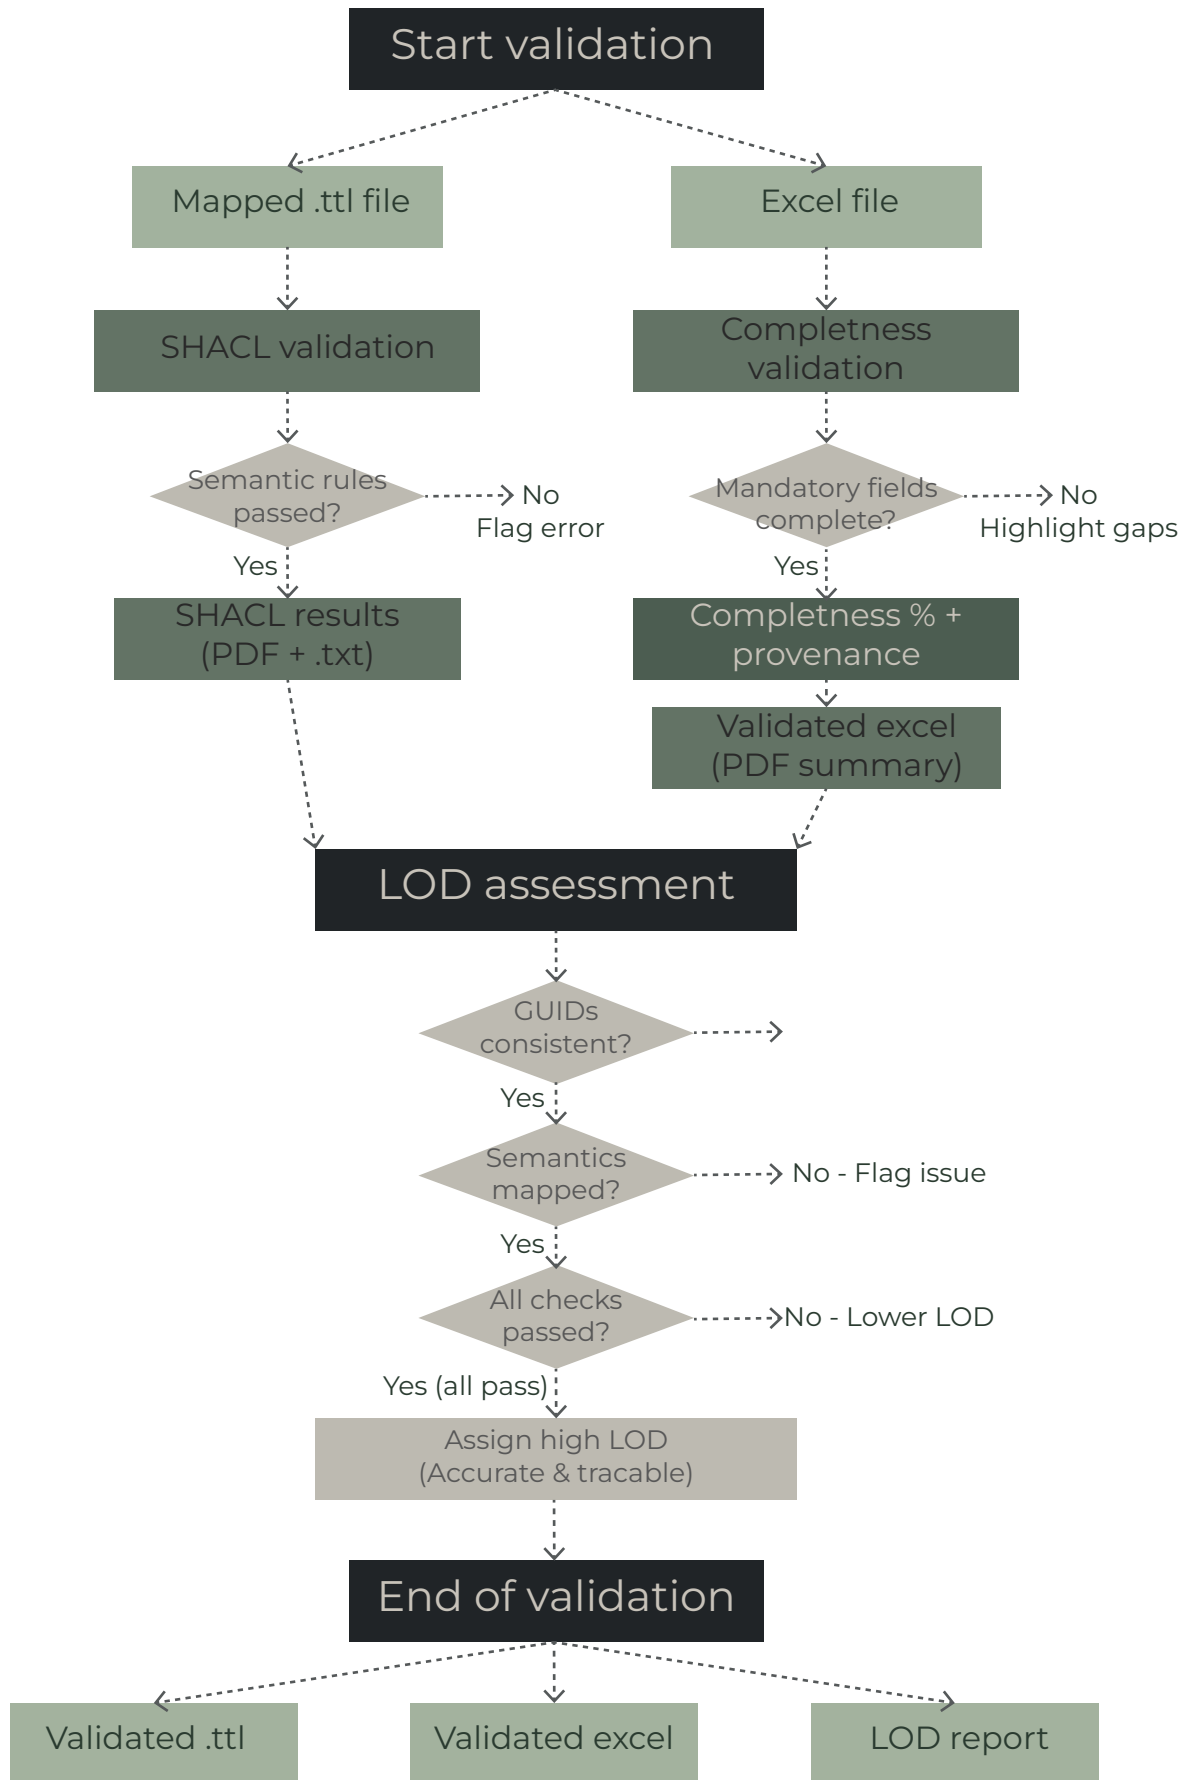 Start validation
Mapped .ttl file
Excel file
SHACL validation
Completness
validation
Semantic rules
passed?
No
Flag error
Mandatory fields
complete?
No
Highlight gaps
Yes
Yes
SHACL results
(PDF + .txt)
Completness % +
provenance
Validated excel
(PDF summary)
LOD assessment
GUIDs
consistent?
Yes
Semantics
mapped?
No - Flag issue
Yes
All checks
passed?
No - Lower LOD
Yes (all pass)
Assign high LOD
(Accurate & tracable)
End of validation
Validated .ttl
Validated excel
LOD report